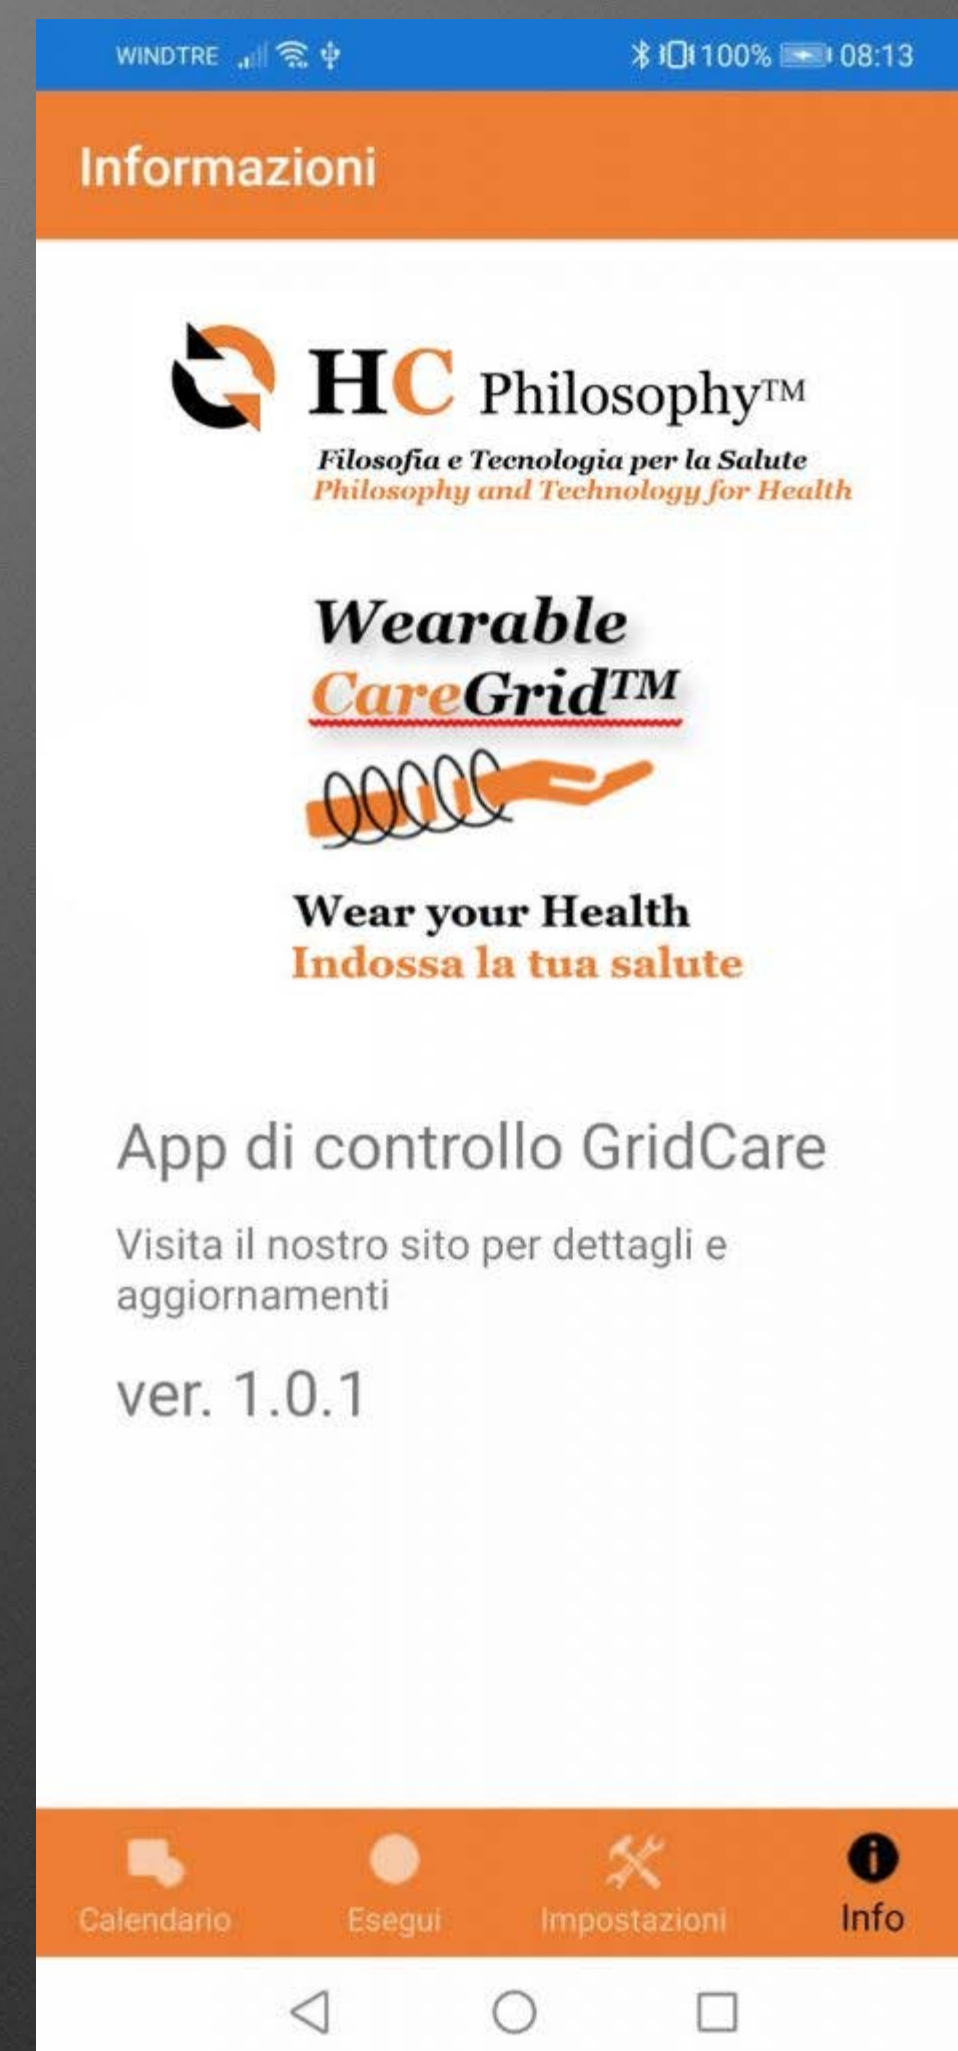 WINDTRE 100% 08:13
Informazioni
HC Philosophy™
Filosofia e Tecnologia per la Salute
Philosophy and Technology for Health
Wearable
CareGrid™
Wear your Health
Indossa la tua salute
App di controllo GridCare
Visita il nostro sito per dettagli e
aggiornamenti
ver. 1.0.1
Calendario Esegui Impostazioni Info